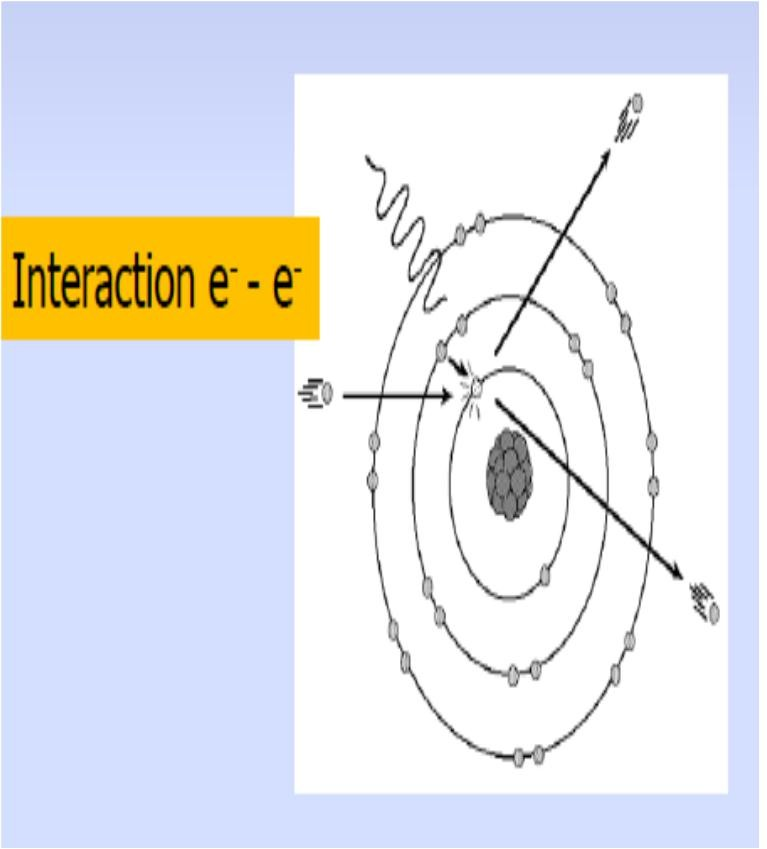 Interaction e⁻ - e⁻